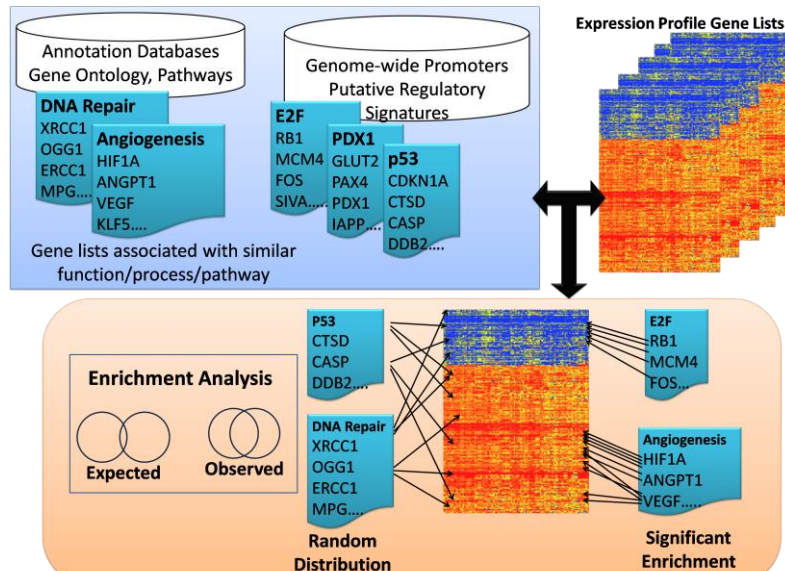 Annotation Databases
Gene Ontology, Pathways
DNA Repair
XRCC1
OGG1
ERCC1
MPG....
Angiogenesis
HIF1A
ANGPT1
VEGF
KLF5....
Gene lists associated with similar
function/process/pathway
Genome-wide Promoters
Putative Regulatory
Signatures
E2F
RB1
MCM4
FOS
SIVA.....
PDX1
GLUT2
PAX4
PDX1
IAPP....
p53
CDKN1A
CTSD
CASP
DDB2....
Expression Profile Gene Lists
Enrichment Analysis
Expected
Observed
P53
CTSD
CASP
DDB2....
DNA Repair
XRCC1
OGG1
ERCC1
MPG....
Random
Distribution
E2F
RB1
MCM4
FOS...
Angiogenesis
HIF1A
ANGPT1
VEGF.....
Significant
Enrichment